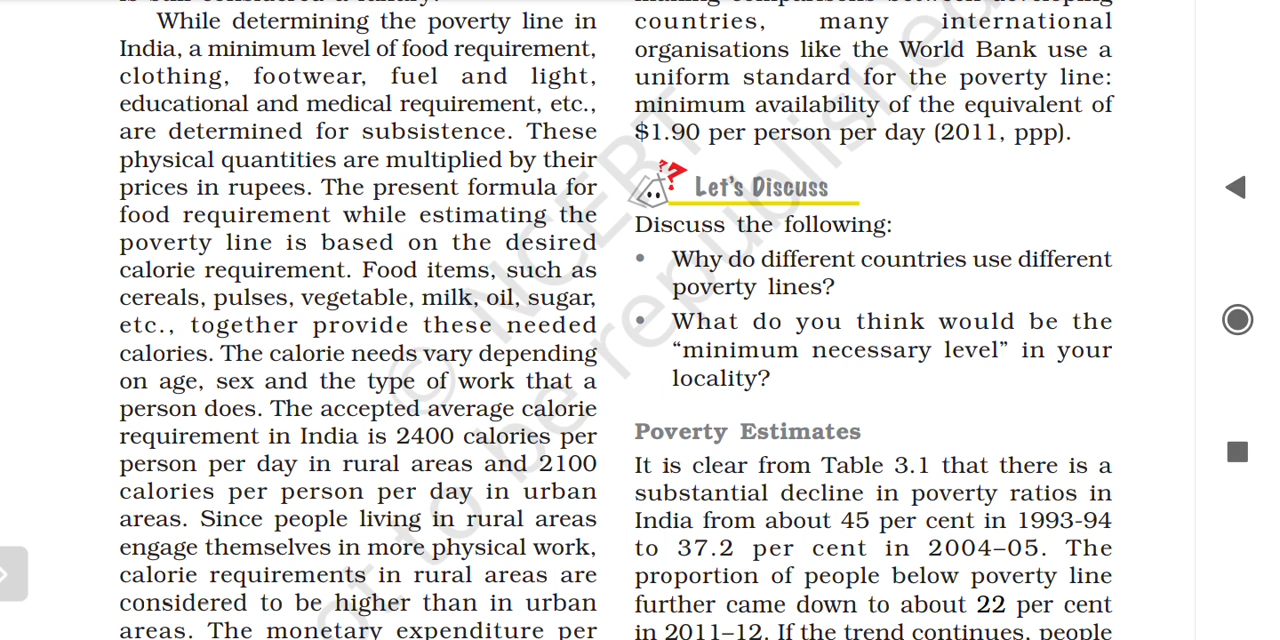 While determining the poverty line in
India, a minimum level of food requirement,
clothing, footwear, fuel and light,
educational and medical requirement, etc.,
are determined for subsistence. These
physical quantities are multiplied by their
prices in rupees. The present formula for
food requirement while estimating the
poverty line is based on the desired
calorie requirement. Food items, such as
cereals, pulses, vegetable, milk, oil, sugar,
etc., together provide these needed
calories. The calorie needs vary depending
on age, sex and the type of work that a
person does. The accepted average calorie
requirement in India is 2400 calories per
person per day in rural areas and 2100
calories per person per day in urban
areas. Since people living in rural areas
engage themselves in more physical work,
calorie requirements in rural areas are
considered to be higher than in urban
areas. The monetary expenditure per
countries, many international
organisations like the World Bank use a
uniform standard for the poverty line:
minimum availability of the equivalent of
$1.90 per person per day (2011, ppp).
??
Let's Discuss
Discuss the following:
• Why do different countries use different
poverty lines?
• What do you think would be the
“minimum necessary level” in your
locality?
Poverty Estimates
It is clear from Table 3.1 that there is a
substantial decline in poverty ratios in
India from about 45 per cent in 1993-94
to 37.2 per cent in 2004–05. The
proportion of people below poverty line
further came down to about 22 per cent
in 2011–12. If the trend continues, people
© NCERT
not to be republished